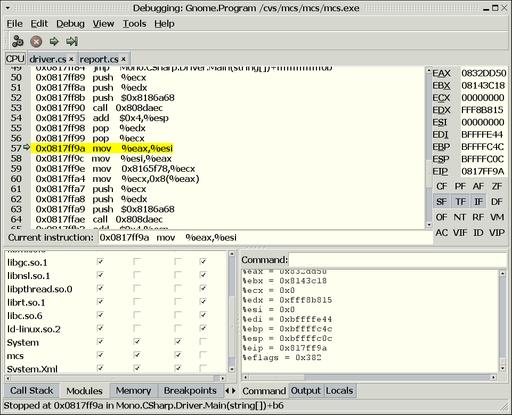 Debugging: Gnome.Program /cvs/mcs/mcs/mcs.exe
File Edit Debug View Tools Help
CPU driver.cs × report.cs ×
49 0x0817ff84 jmp Mono.CSharp.Driver.Main(string[])+ffffffffffffff0b
50 0x0817ff89 push %ecx
51 0x0817ff8a push %edx
52 0x0817ff8b push $0x8186a68
53 0x0817ff90 call 0x808daec
54 0x0817ff95 add $0x4,%esp
55 0x0817ff98 pop %edx
56 0x0817ff99 pop %ecx
57 0x0817ff9a mov %eax,%esi
58 0x0817ff9c mov %esi,%eax
59 0x0817ff9e mov 0x8165f78,%ecx
60 0x0817ffa4 mov %ecx,0x8(%eax)
61 0x0817ffa7 push %ecx
62 0x0817ffa8 push %edx
63 0x0817ffa9 push $0x8186a68
64 0x0817ffae call 0x808daec
Current instruction: 0x0817ff9a mov %eax,%esi
EAX 0832DD50
EBX 08143C18
ECX 00000000
EDX FFF8B815
ESI 00000000
EDI BFFFFE44
EBP BFFFFC4C
ESP BFFFFC0C
EIP 0817FF9A
CF PF AF ZF
SF TF IF DF
OF NT RF VM
AC VIF ID VIP
libgc.so.1
libnsl.so.1
libpthread.so.0
librt.so.1
libc.so.6
ld-linux.so.2
System
mcs
System.Xml
Call Stack Modules Memory Breakpoints
Command:
%eax = 0x832dd50
%ebx = 0x8143c18
%ecx = 0x0
%edx = 0xfff8b815
%esi = 0x0
%edi = 0xbffffe44
%ebp = 0xbffffc4c
%esp = 0xbffffc0c
%eip = 0x817ff9a
%eflags = 0x382
Command Output Locals
Stopped at 0x0817ff9a in Mono.CSharp.Driver.Main(string[])+b6